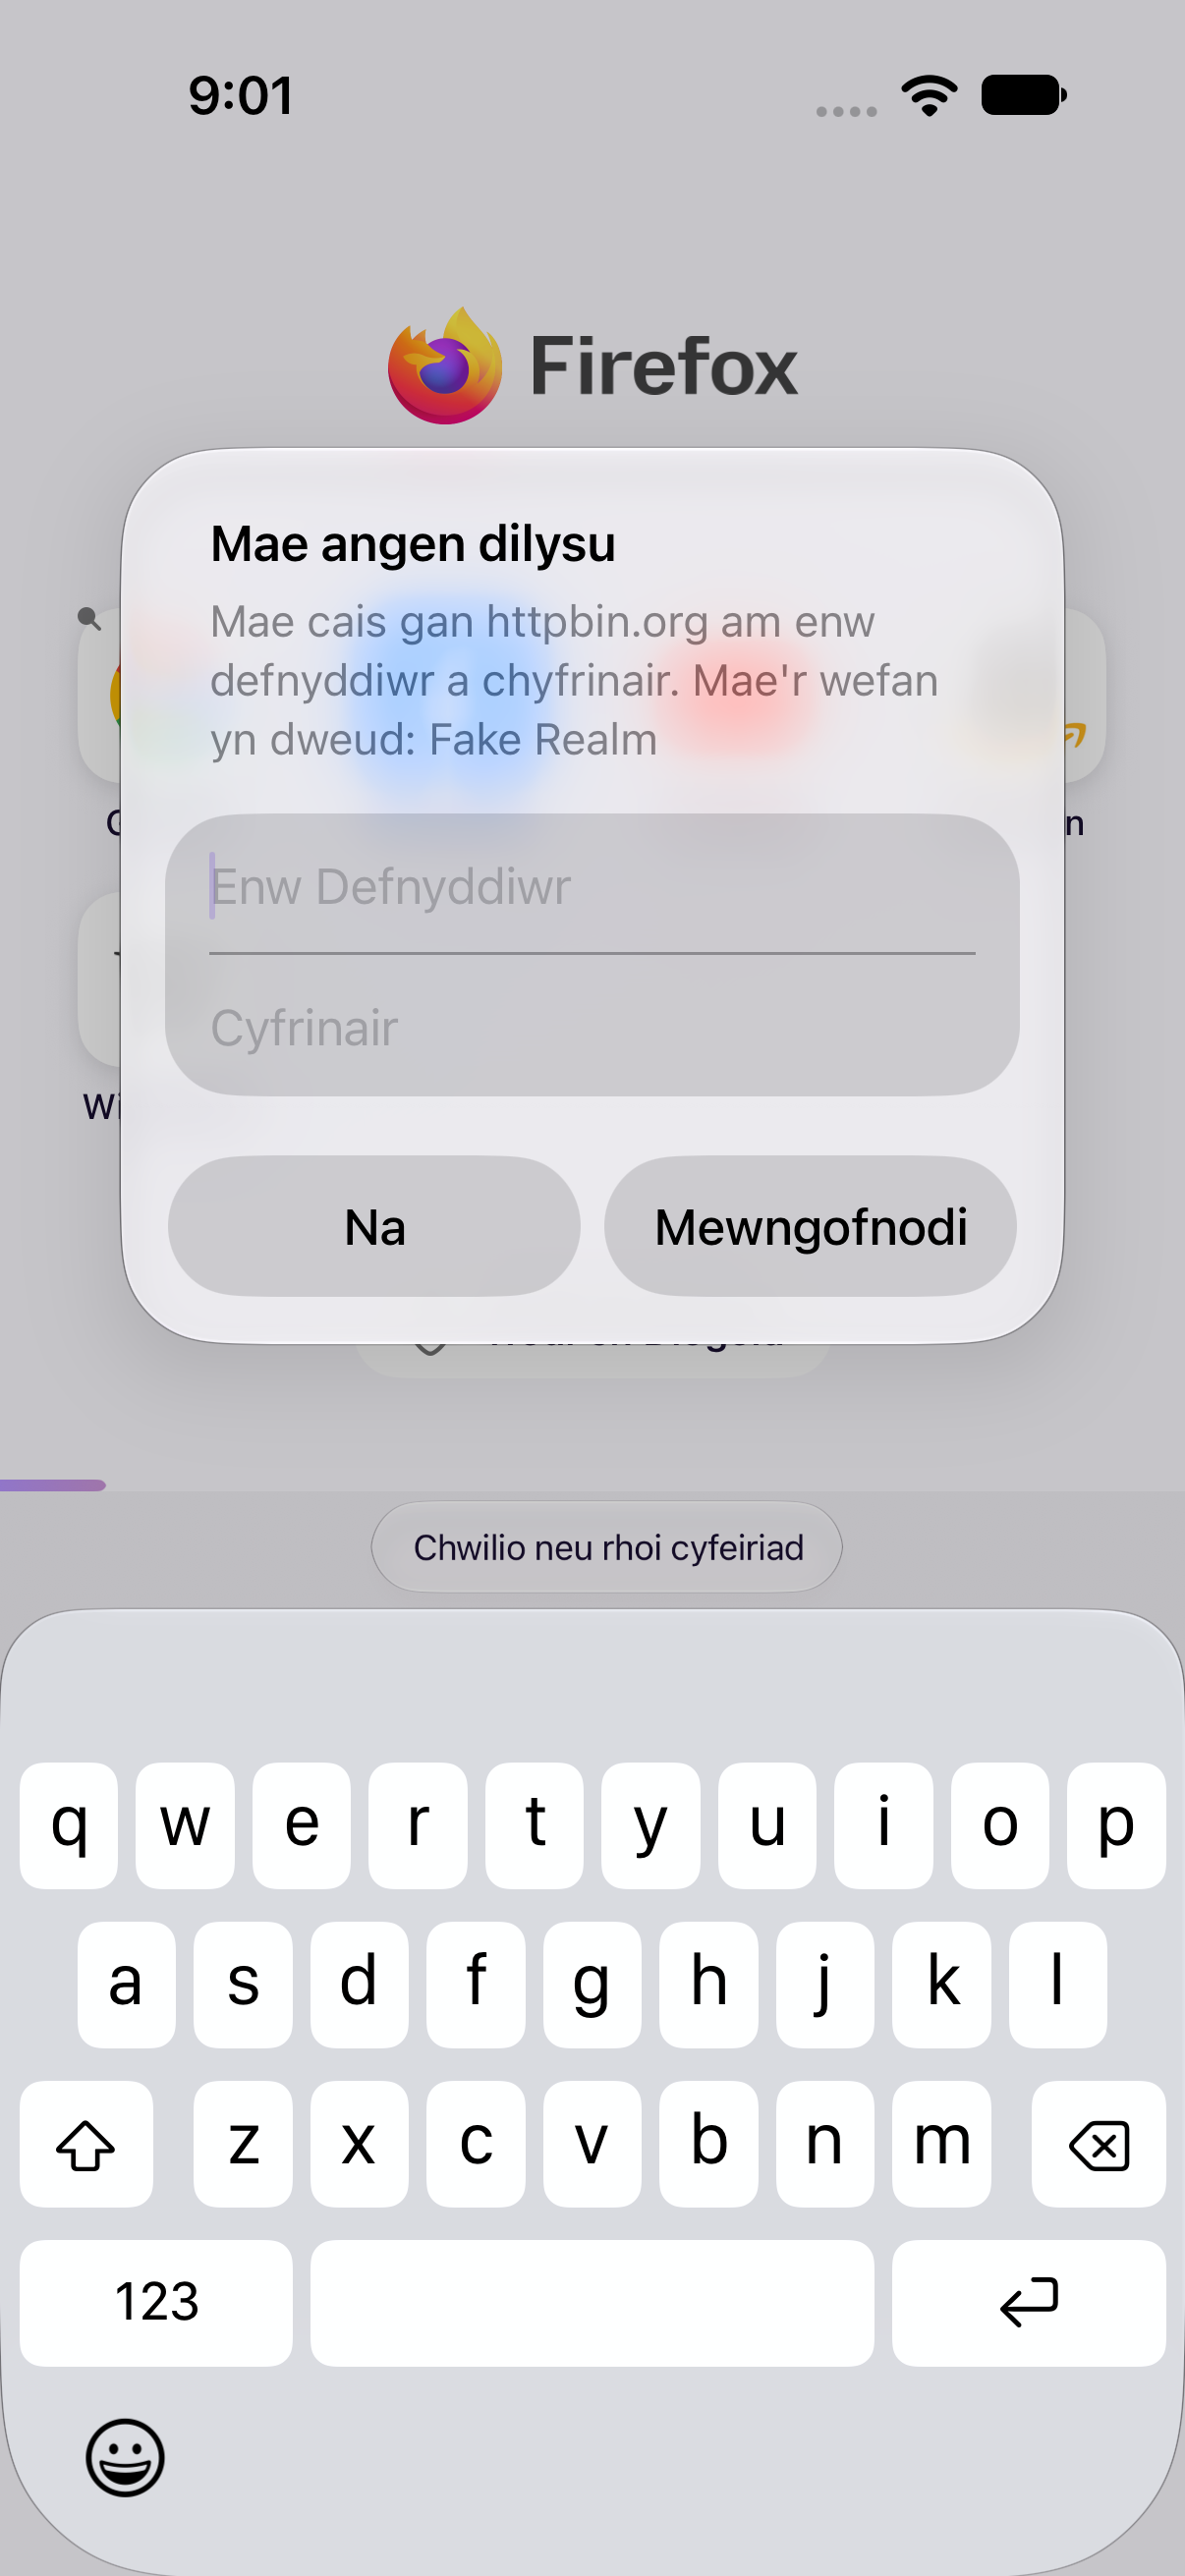 9:01
Firefox
Mae angen dilysu
Mae cais gan httpbin.org am enw
defnyddiwr a chyfrinair. Mae'r wefan
yn dweud: Fake Realm
Enw Defnyddiwr
Cyfrinair
Na
Mewngofnodi
Chwilio neu rhoi cyfeiriad
q w e r t y u i o p
a s d f g h j k l
z x c v b n m
123